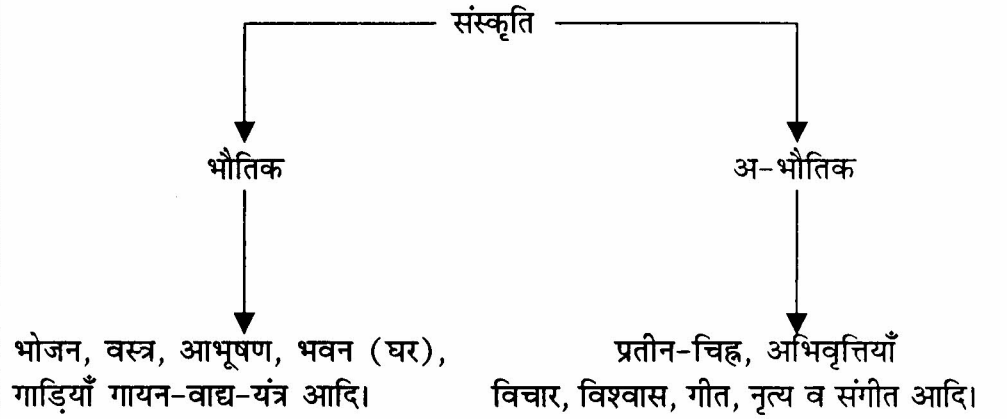 संस्कृति
भौतिक
अ-भौतिक
भोजन, वस्त्र, आभूषण, भवन (घर),
गाड़ियाँ गायन-वाद्य-यंत्र आदि।
प्रतीन-चिह्न, अभिवृत्तियाँ
विचार, विश्वास, गीत, नृत्य व संगीत आदि।